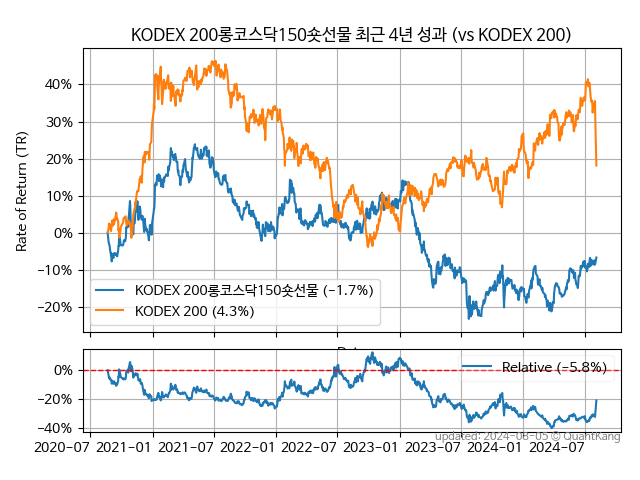 KODEX 200롱코스닥150숏선물 최근 4년 성과 (vs KODEX 200)
Rate of Return (TR)
40%
30%
20%
10%
0%
−10%
−20%
KODEX 200롱코스닥150숏선물 (−1.7%)
KODEX 200 (4.3%)
0%
−20%
−40%
Relative (−5.8%)
updated: 2024-08-05 © QuantKang
2020-07 2021-01 2021-07 2022-01 2022-07 2023-01 2023-07 2024-01 2024-07